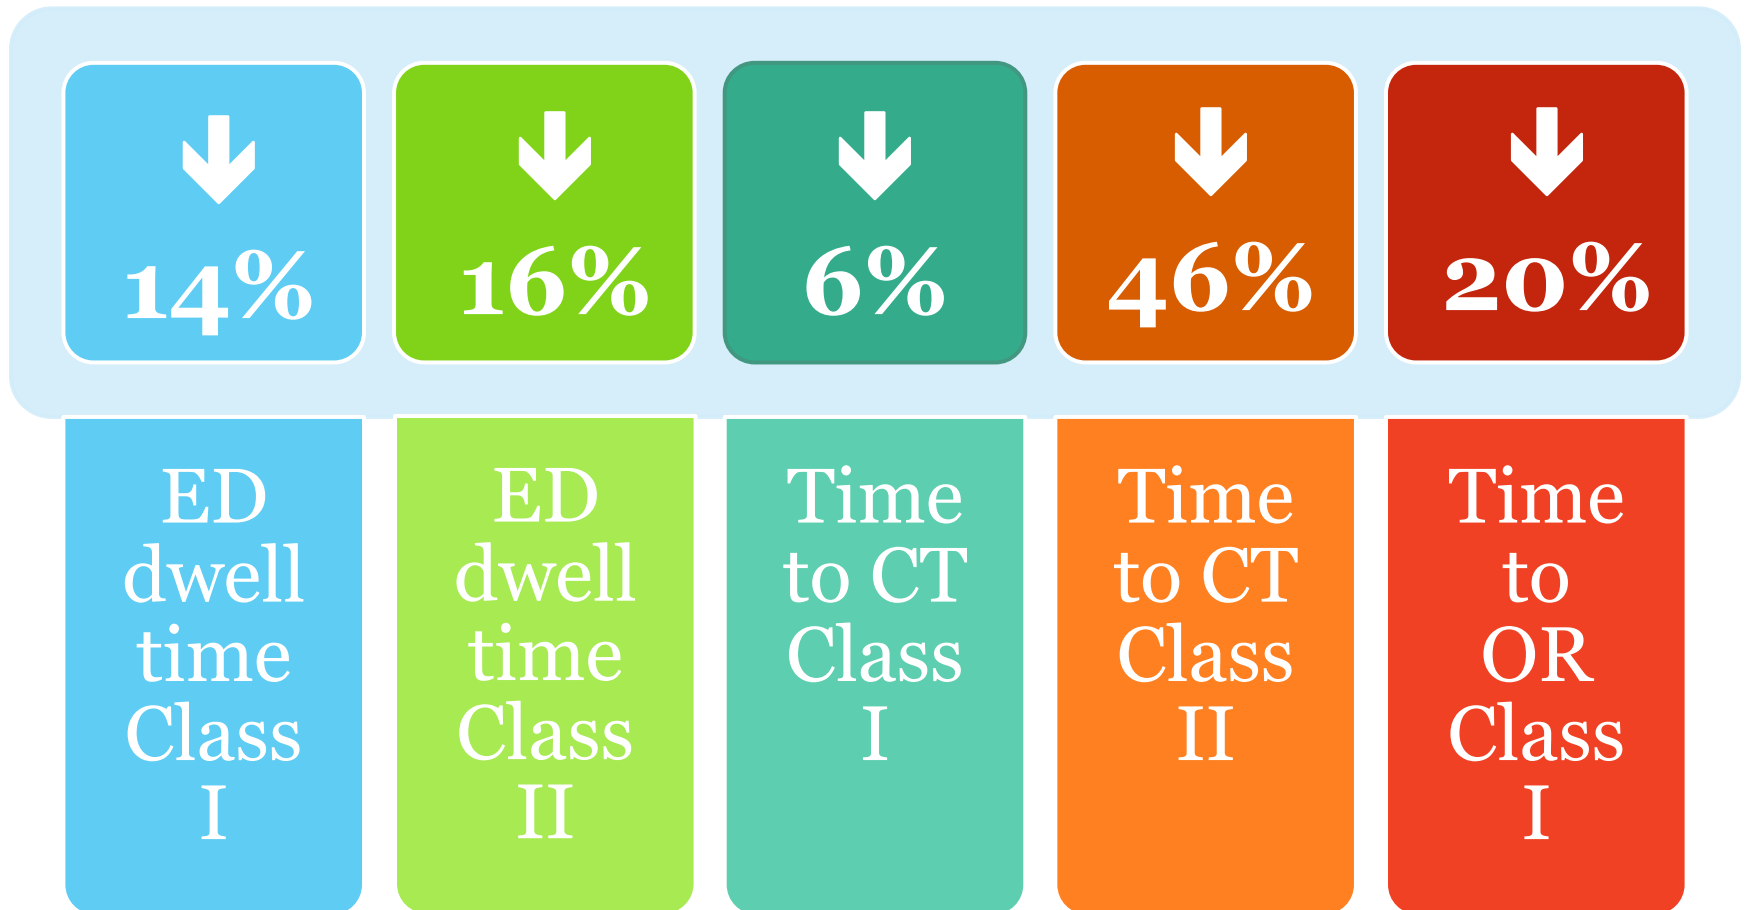 14%
16%
6%
46%
20%
ED
dwell
time
Class
I
ED
dwell
time
Class
II
Time
to CT
Class
I
Time
to CT
Class
II
Time
to
OR
Class
I